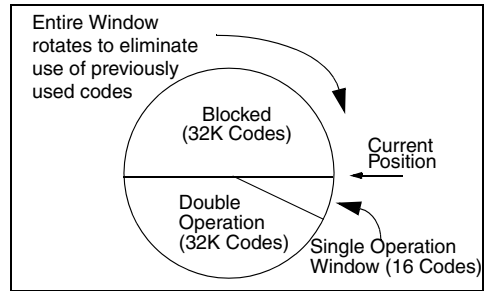 Entire Window
rotates to eliminate
use of previously
used codes
Blocked
(32K Codes)
Current
Position
Double
Operation
(32K Codes)
Single Operation
Window (16 Codes)